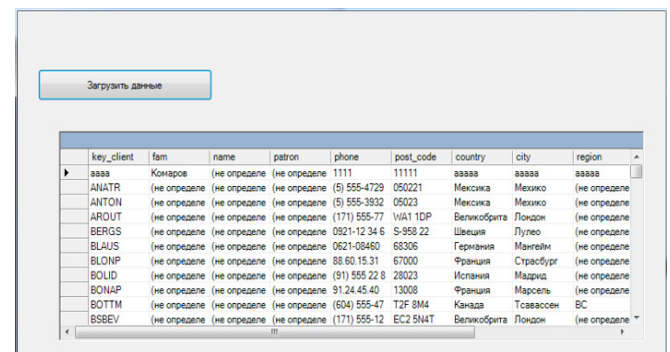 Загрузить данные
key_client fam name patron phone post_code country city region
aaaa Комаров (не определе (не определе 1111 11111 aaaaa aaaaa aaaaa
ANATR (не определе (не определе (не определе (5) 555-4729 050221 Мексика Мехико (не определе
ANTON (не определе (не определе (не определе (5) 555-3932 05023 Мексика Мехико (не определе
AROUT (не определе (не определе (не определе (171) 555-77 WA1 1DP Великобрита Лондон (не определе
BERGS (не определе (не определе (не определе 0921-12 34 6 S-958 22 Швеция Лулео (не определе
BLAUS (не определе (не определе (не определе 0621-08460 68306 Германия Мангейм (не определе
BLONP (не определе (не определе (не определе 88.60.15.31 67000 Франция Страсбург (не определе
BOLID (не определе (не определе (не определе (91) 555 22 8 28023 Испания Мадрид (не определе
BONAP (не определе (не определе (не определе 91.24.45.40 13008 Франция Марсель (не определе
BOTTM (не определе (не определе (не определе (604) 555-47 T2F 8M4 Канада Тсавассен BC
BSBEV (не определе (не определе (не определе (171) 555-12 EC2 5NT Великобрита Лондон (не определе